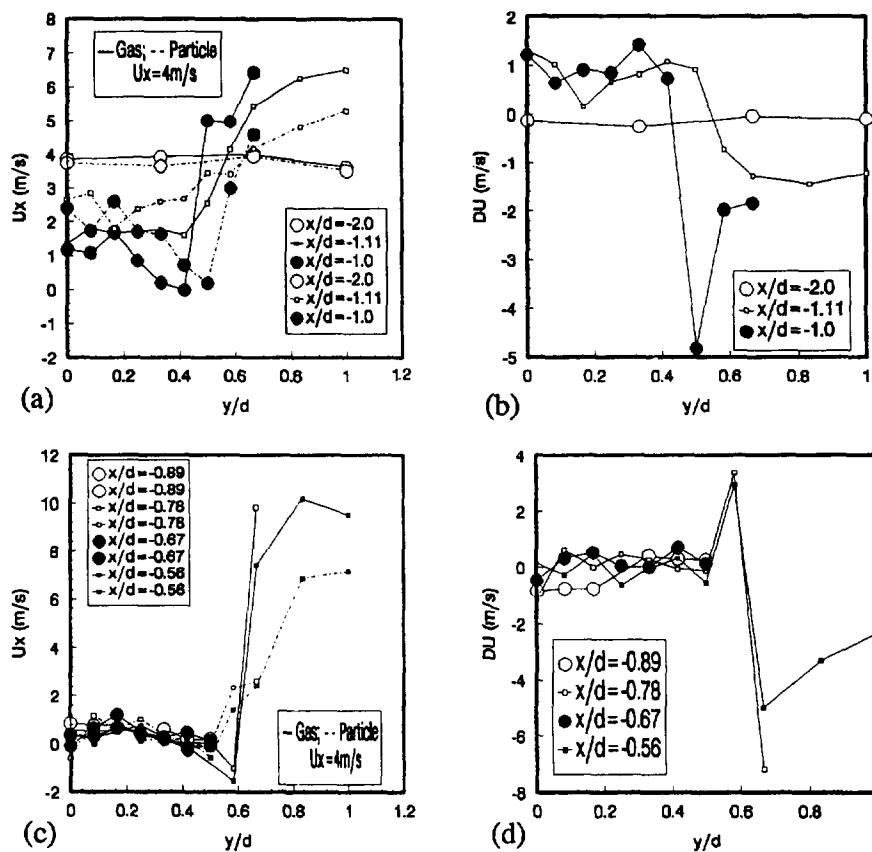 8
7
6
5
4
3
2
1
0
-1
-2
Ux (m/s)
— Gas; -- Particle
Ux=4m/s
x/d=-2.0
x/d=-1.11
x/d=-1.0
x/d=-2.0
x/d=-1.11
x/d=-1.0
0 0.2 0.4 0.6 0.8 1 1.2
(a)
y/d
2
1
0
-1
-2
-3
-4
-5
DU (m/s)
x/d=-2.0
x/d=-1.11
x/d=-1.0
0 0.2 0.4 0.6 0.8 1
(b)
y/d
12
10
8
6
4
2
0
-2
Ux (m/s)
x/d=-0.89
x/d=-0.89
x/d=-0.78
x/d=-0.78
x/d=-0.67
x/d=-0.67
x/d=-0.56
x/d=-0.56
— Gas; -- Particle
Ux=4m/s
0 0.2 0.4 0.6 0.8 1 1.2
(c)
y/d
4
2
0
-2
-4
-6
-8
DU (m/s)
x/d=-0.89
x/d=-0.78
x/d=-0.67
x/d=-0.56
0 0.2 0.4 0.6 0.8
(d)
y/d